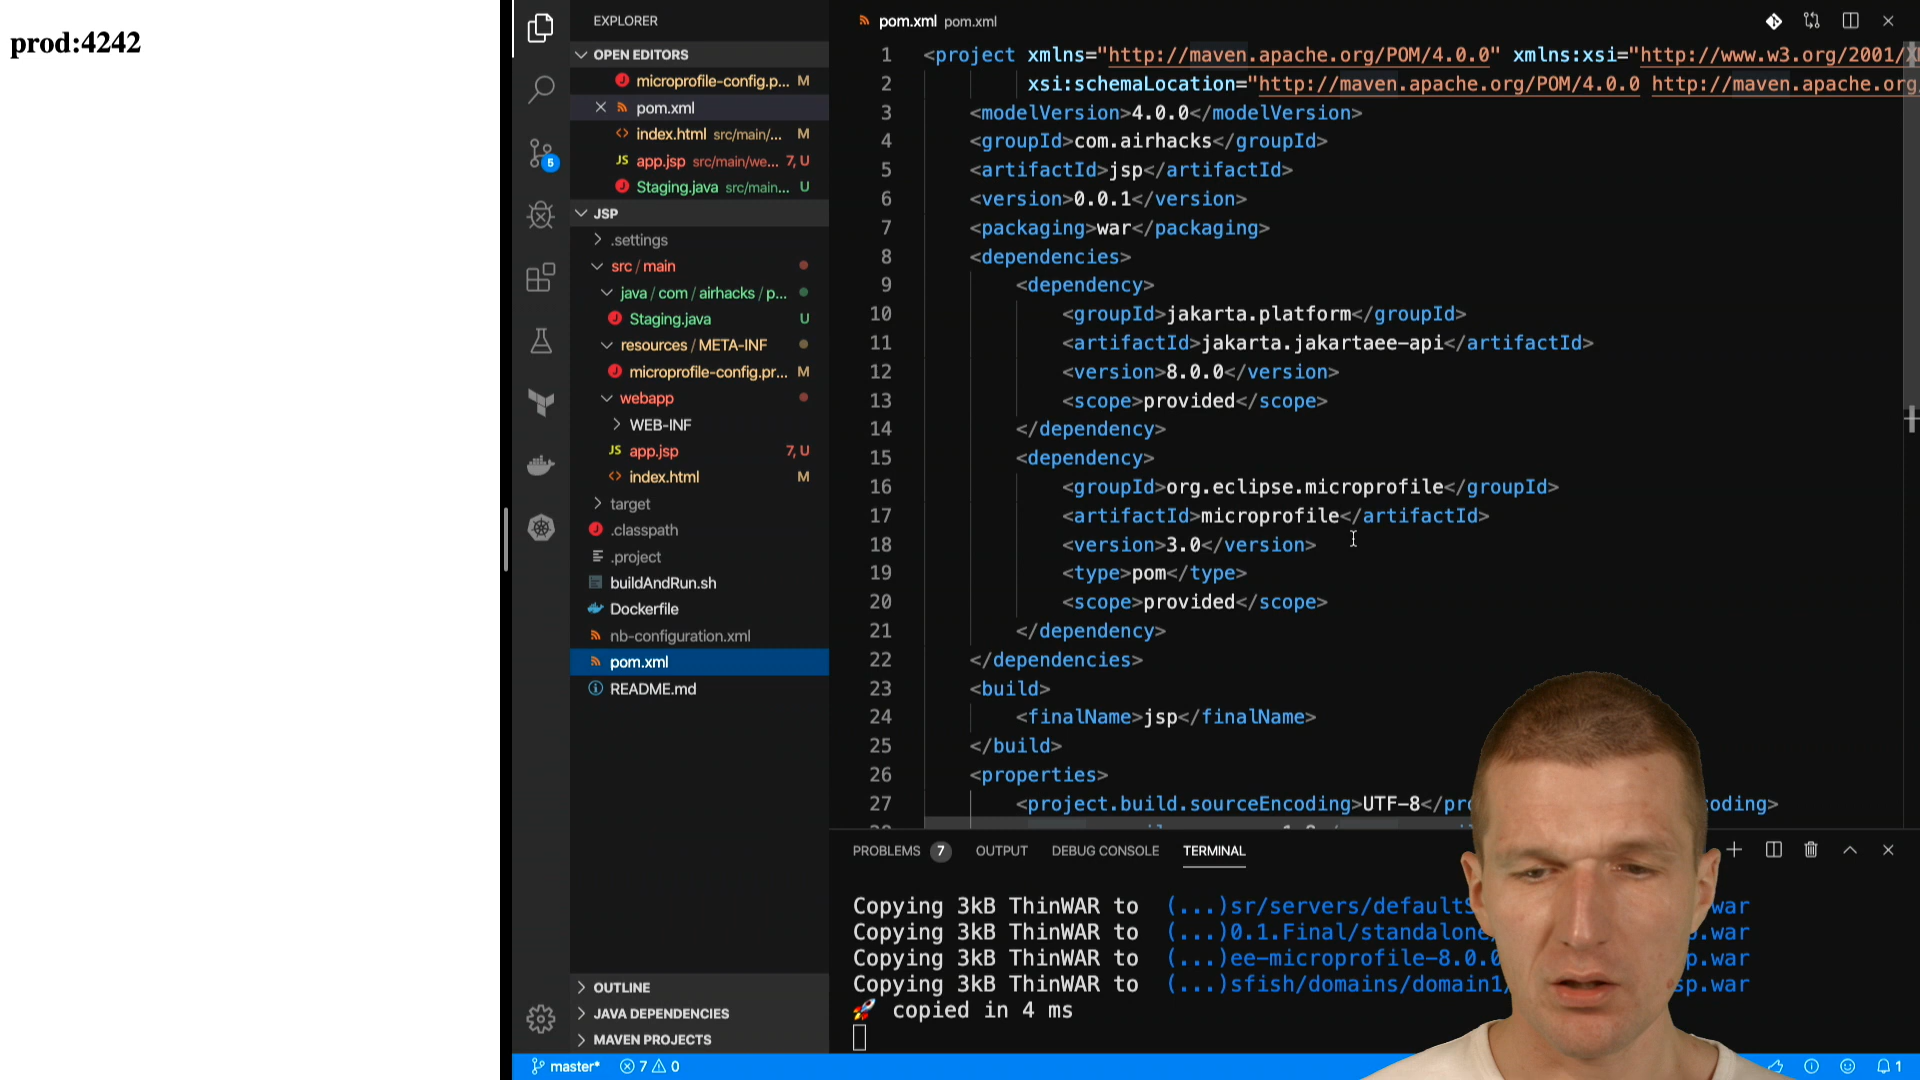 prod:4242
EXPLORER
OPEN EDITORS
microprofile-config.p... M
pom.xml
index.html src/main/... M
JS app.jsp src/main/we... 7, U
Staging.java src/main... U
JSP
.settings
src / main
java / com / airhacks / p...
Staging.java U
resources / META-INF
microprofile-config.pr... M
webapp
WEB-INF
JS app.jsp 7, U
index.html M
target
.classpath
.project
buildAndRun.sh
Dockerfile
nb-configuration.xml
pom.xml
README.md
OUTLINE
JAVA DEPENDENCIES
MAVEN PROJECTS
5
pom.xml pom.xml
1 <project xmlns="http://maven.apache.org/POM/4.0.0" xmlns:xsi="http://www.w3.org/2001/
2 xsi:schemaLocation="http://maven.apache.org/POM/4.0.0 http://maven.apache.org
3 <modelVersion>4.0.0</modelVersion>
4 <groupId>com.airhacks</groupId>
5 <artifactId>jsp</artifactId>
6 <version>0.0.1</version>
7 <packaging>war</packaging>
8 <dependencies>
9 <dependency>
10 <groupId>jakarta.platform</groupId>
11 <artifactId>jakarta.jakartaee-api</artifactId>
12 <version>8.0.0</version>
13 <scope>provided</scope>
14 </dependency>
15 <dependency>
16 <groupId>org.eclipse.microprofile</groupId>
17 <artifactId>microprofile</artifactId>
18 <version>3.0</version>
19 <type>pom</type>
20 <scope>provided</scope>
21 </dependency>
22 </dependencies>
23 <build>
24 <finalName>jsp</finalName>
25 </build>
26 <properties>
27 <project.build.sourceEncoding>UTF-8</pro oding>
PROBLEMS 7 OUTPUT DEBUG CONSOLE TERMINAL
Copying 3kB ThinWAR to (...)sr/servers/default war
Copying 3kB ThinWAR to (...)0.1.Final/standalone .war
Copying 3kB ThinWAR to (...)ee-microprofile-8.0.0 p.war
Copying 3kB ThinWAR to (...)sfish/domains/domain1/ sp.war
🚀 copied in 4 ms
master* 7 0 1